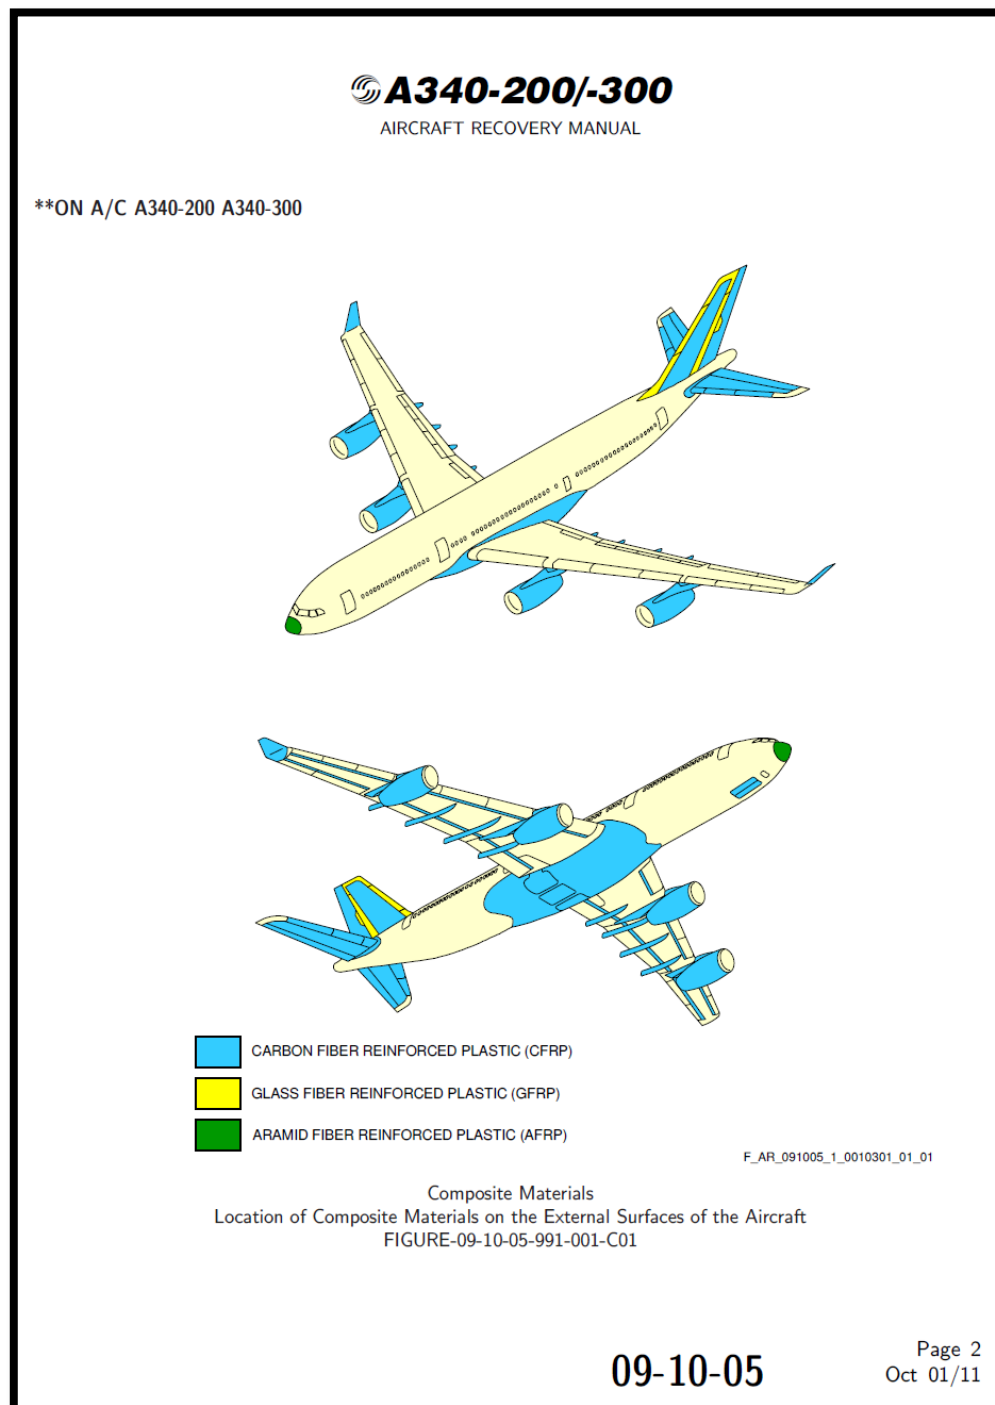 A340-200/-300
AIRCRAFT RECOVERY MANUAL
**ON A/C A340-200 A340-300
CARBON FIBER REINFORCED PLASTIC (CFRP)
GLASS FIBER REINFORCED PLASTIC (GFRP)
ARAMID FIBER REINFORCED PLASTIC (AFRP)
F_AR_091005_1_0010301_01_01
Composite Materials
Location of Composite Materials on the External Surfaces of the Aircraft
FIGURE-09-10-05-991-001-C01
09-10-05
Page 2
Oct 01/11